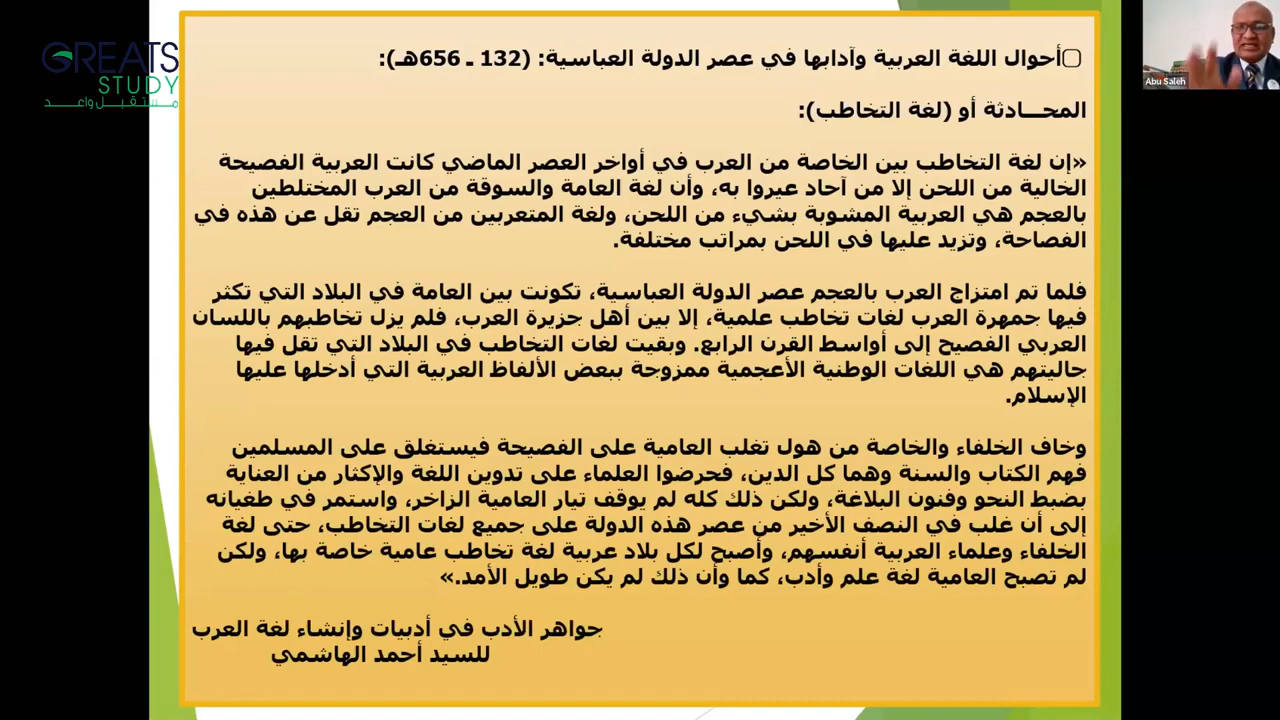 GREATS
STUDY
مستقبل واعد
Abu Saleh
▢أحوال اللغة العربية وآدابها في عصر الدولة العباسية: (132 ـ 656هـ):
المحـــادثة أو (لغة التخاطب):
«إن لغة التخاطب بين الخاصة من العرب في أواخر العصر الماضي كانت العربية الفصيحة
الخالية من اللحن إلا من آحاد عيروا به، وأن لغة العامة والسوقة من العرب المختلطين
بالعجم هي العربية المشوبة بشيء من اللحن، ولغة المتعربين من العجم تقل عن هذه في
الفصاحة، وتزيد عليها في اللحن بمراتب مختلفة.
فلما تم امتزاج العرب بالعجم عصر الدولة العباسية، تكونت بين العامة في البلاد التي تكثر
فيها جمهرة العرب لغات تخاطب علمية، إلا بين أهل جزيرة العرب، فلم يزل تخاطبهم باللسان
العربي الفصيح إلى أواسط القرن الرابع. وبقيت لغات التخاطب في البلاد التي تقل فيها
جاليتهم هي اللغات الوطنية الأعجمية ممزوجة ببعض الألفاظ العربية التي أدخلها عليها
الإسلام.
وخاف الخلفاء والخاصة من هول تغلب العامية على الفصيحة فيستغلق على المسلمين
فهم الكتاب والسنة وهما كل الدين، فحرضوا العلماء على تدوين اللغة والإكثار من العناية
بضبط النحو وفنون البلاغة، ولكن ذلك كله لم يوقف تيار العامية الزاخر، واستمر في طغيانه
إلى أن غلب في النصف الأخير من عصر هذه الدولة على جميع لغات التخاطب، حتى لغة
الخلفاء وعلماء العربية أنفسهم، وأصبح لكل بلاد عربية لغة تخاطب عامية خاصة بها، ولكن
لم تصبح العامية لغة علم وأدب، كما وأن ذلك لم يكن طويل الأمد.»
جواهر الأدب في أدبيات وإنشاء لغة العرب
للسيد أحمد الهاشمي